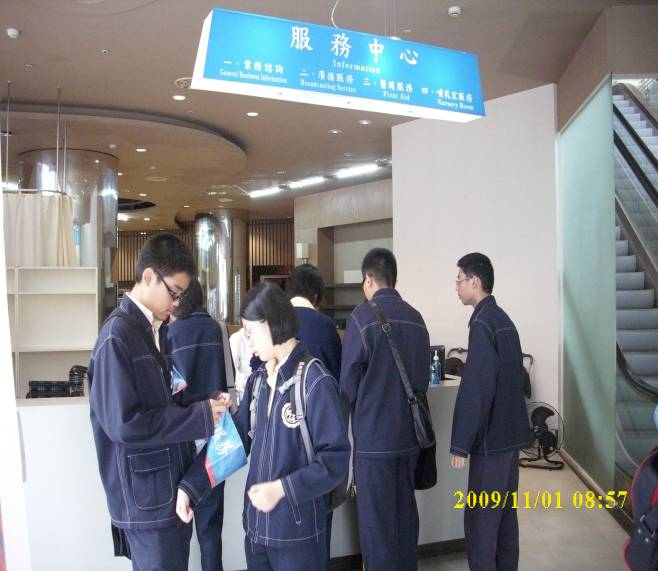 服務中心
Information
一、業務諮詢 二、廣播服務 三、醫護服務 四、哺乳室服務
General Business Information Broadcasting Service First Aid Nursery Room
2009/11/01 08:57